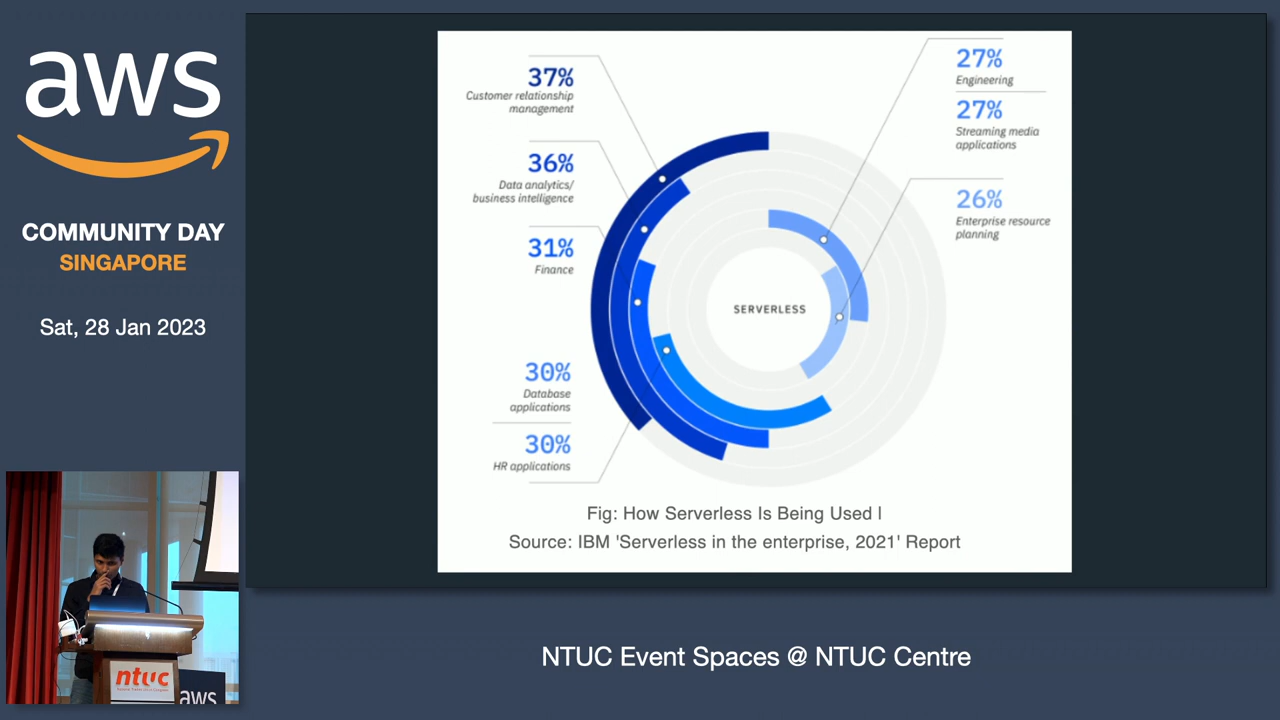 aws
COMMUNITY DAY
SINGAPORE
Sat, 28 Jan 2023
37%
Customer relationship
management
36%
Data analytics/
business intelligence
31%
Finance
30%
Database
applications
30%
HR applications
27%
Engineering
27%
Streaming media
applications
26%
Enterprise resource
planning
SERVERLESS
Fig: How Serverless Is Being Used |
Source: IBM 'Serverless in the enterprise, 2021' Report
ntuc
aws
NTUC Event Spaces @ NTUC Centre